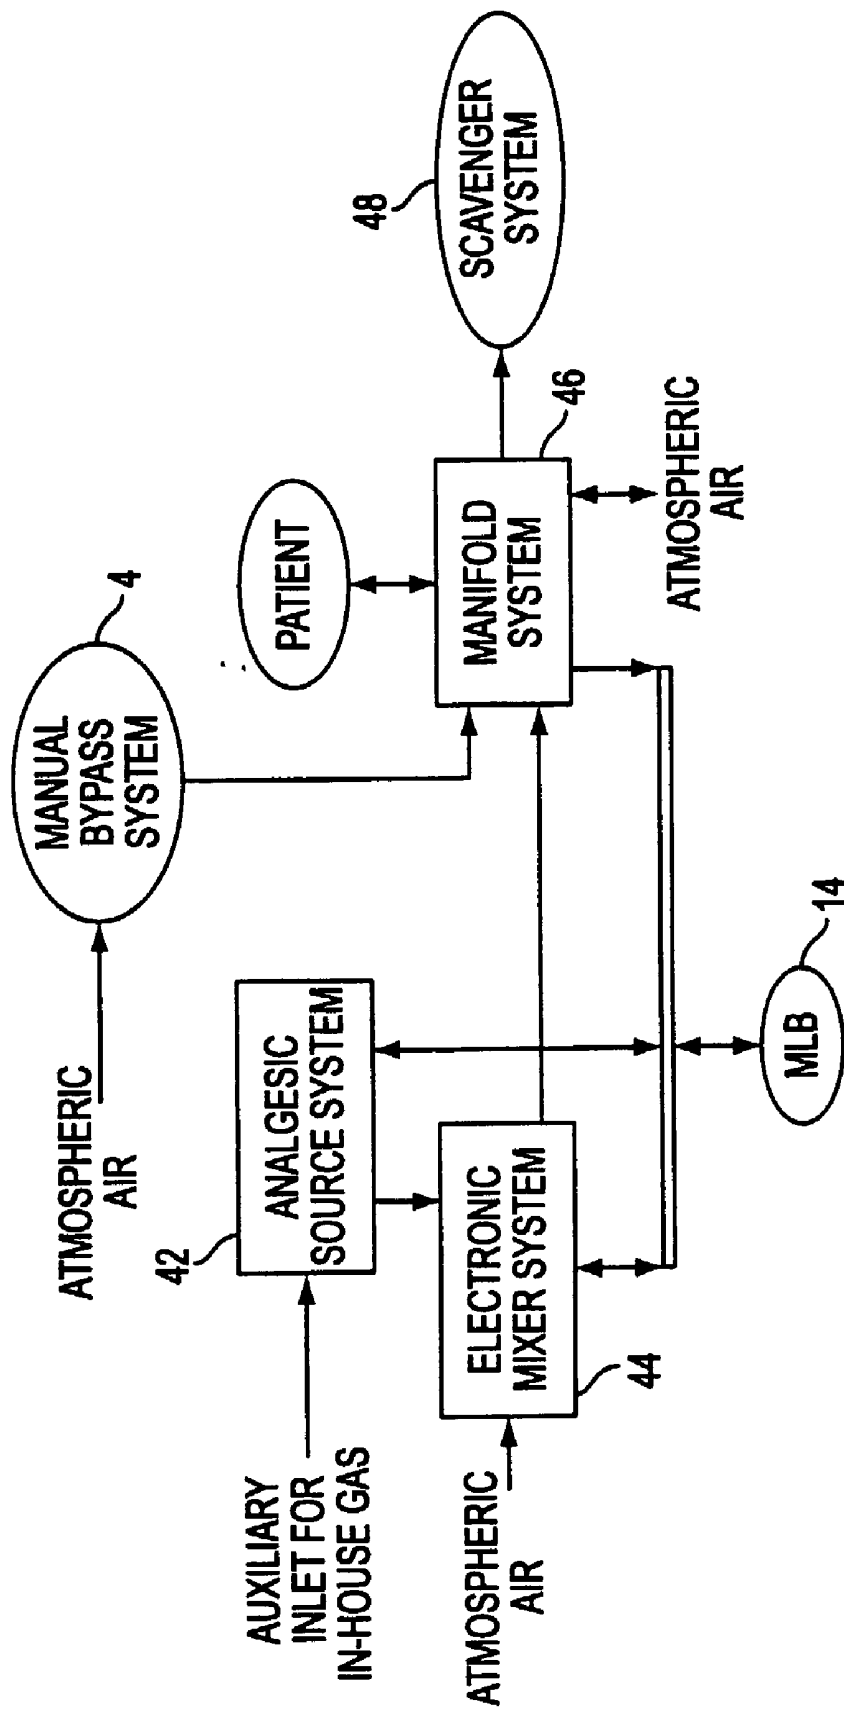 ATMOSPHERIC
AIR
MANUAL
BYPASS
SYSTEM
4
AUXILIARY
INLET FOR
IN-HOUSE GAS
42
ANALGESIC
SOURCE SYSTEM
PATIENT
48
SCAVENGER
SYSTEM
ATMOSPHERIC
AIR
ELECTRONIC
MIXER SYSTEM
44
MANIFOLD
SYSTEM
46
ATMOSPHERIC
AIR
MLB
14